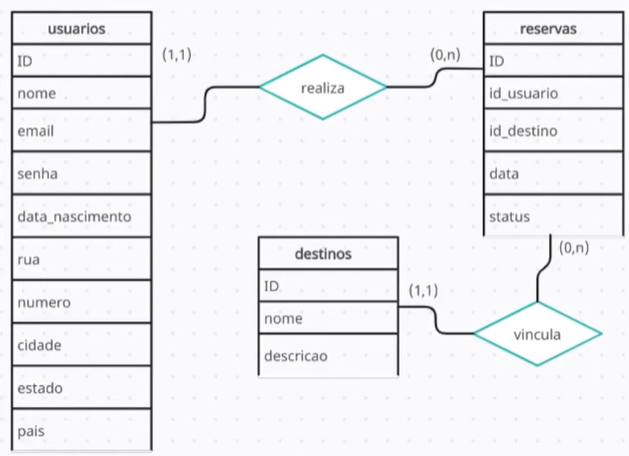 usuarios
ID
nome
email
senha
data_nascimento
rua
numero
cidade
estado
pais
(1,1)
realiza
(0,n)
reservas
ID
id_usuario
id_destino
data
status
(0,n)
destinos
ID
nome
descricao
(1,1)
vincula